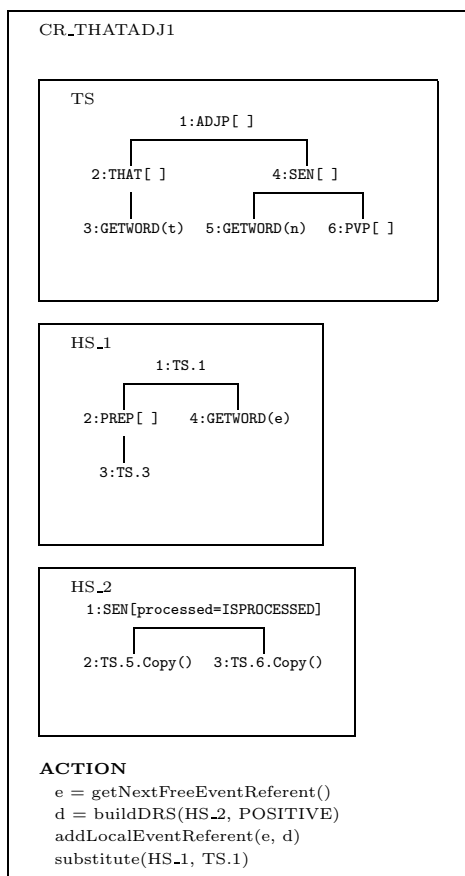 CR_THATADJ1
TS
1:ADJP[ ]
2:THAT[ ] 4:SEN[ ]
3:GETWORD(t) 5:GETWORD(n) 6:PVP[ ]
HS_1
1:TS.1
2:PREP[ ] 4:GETWORD(e)
3:TS.3
HS_2
1:SEN[processed=ISPROCESSED]
2:TS.5.Copy() 3:TS.6.Copy()
ACTION
e = getNextFreeEventReferent()
d = buildDRS(HS_2, POSITIVE)
addLocalEventReferent(e, d)
substitute(HS_1, TS.1)